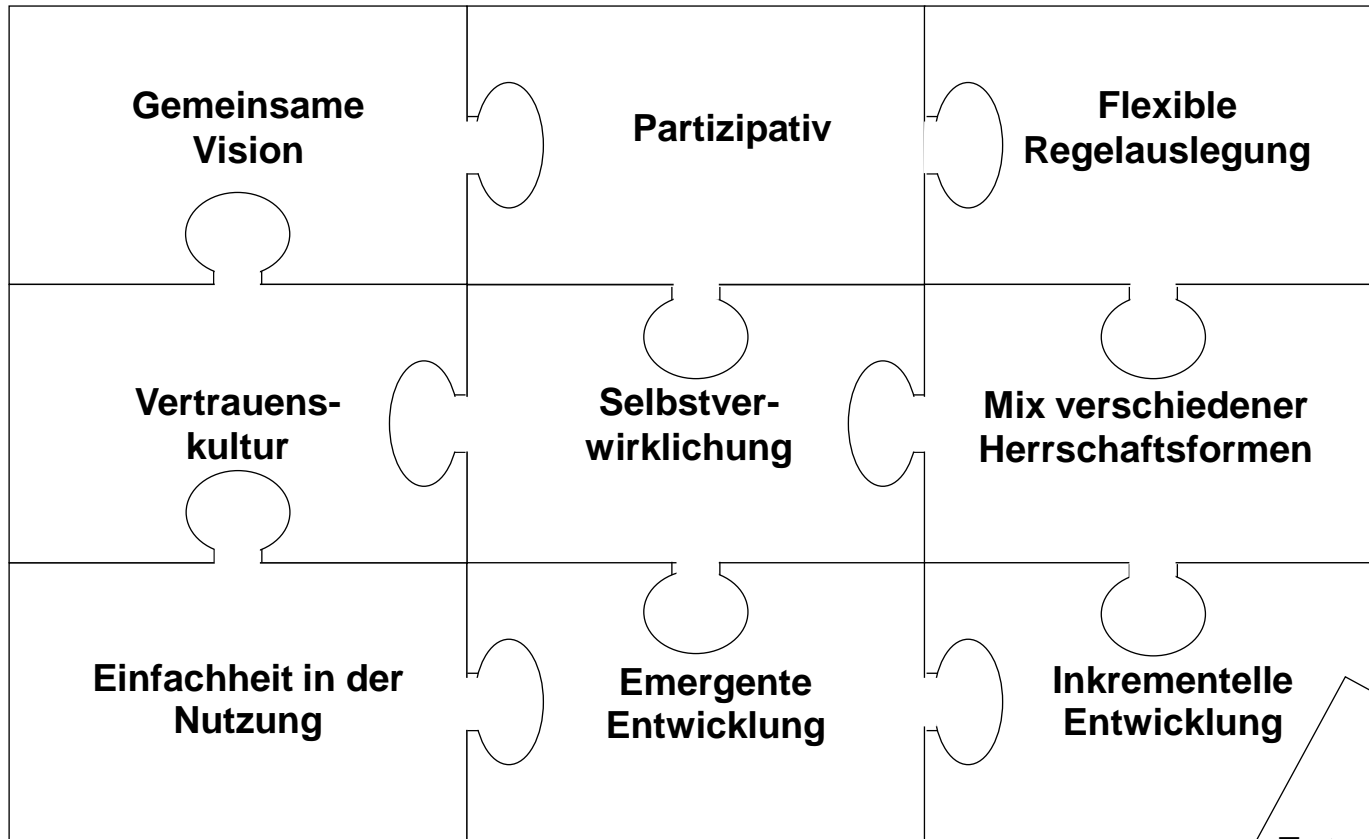 Gemeinsame
Vision
Partizipativ
Flexible
Regelauslegung
Vertrauens-
kultur
Selbstver-
wirklichung
Mix verschiedener
Herrschaftsformen
Einfachheit in der
Nutzung
Emergente
Entwicklung
Inkrementelle
Entwicklung